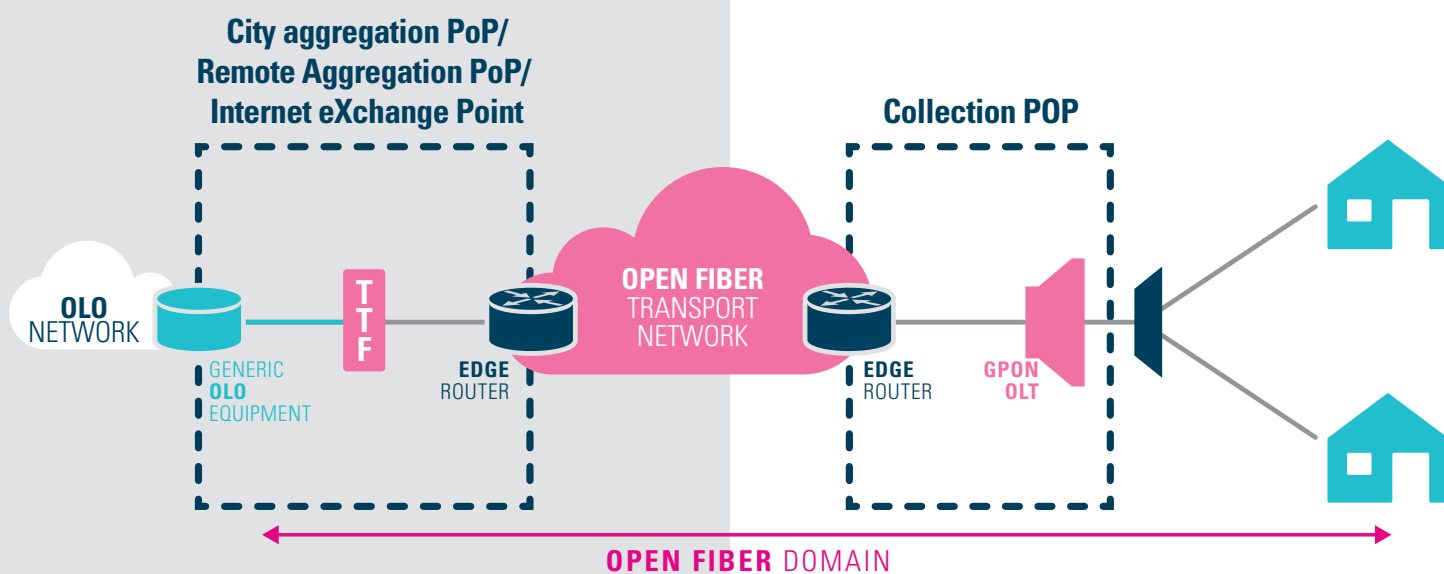 City aggregation PoP/
Remote Aggregation PoP/
Internet eXchange Point
Collection POP
OLO
NETWORK
GENERIC
OLO
EQUIPMENT
T
T
F
EDGE
ROUTER
OPEN FIBER
TRANSPORT
NETWORK
EDGE
ROUTER
GPON
OLT
OPEN FIBER DOMAIN